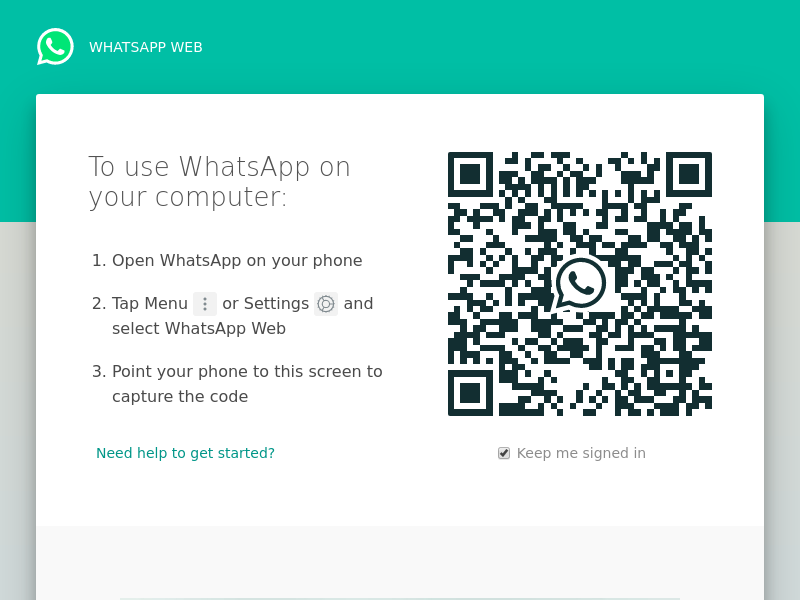 WHATSAPP WEB
To use WhatsApp on
your computer:
1. Open WhatsApp on your phone
2. Tap Menu or Settings and
select WhatsApp Web
3. Point your phone to this screen to
capture the code
Need help to get started?
Keep me signed in